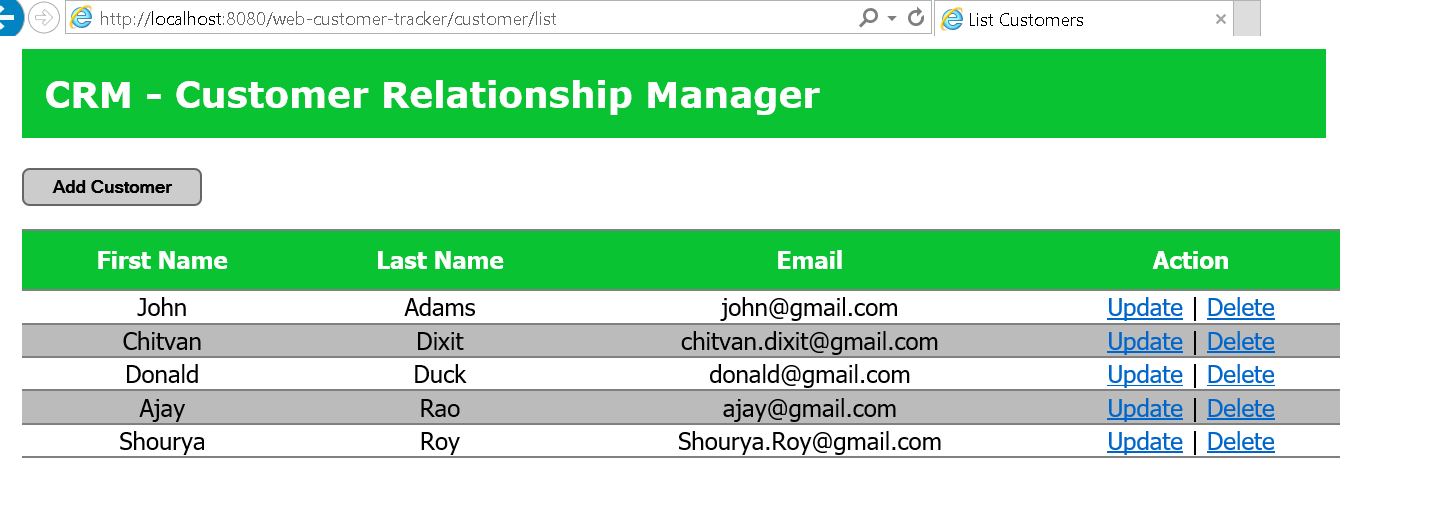 http://localhost:8080/web-customer-tracker/customer/list List Customers
CRM - Customer Relationship Manager
Add Customer
First Name Last Name Email Action
John Adams john@gmail.com Update | Delete
Chitvan Dixit chitvan.dixit@gmail.com Update | Delete
Donald Duck donald@gmail.com Update | Delete
Ajay Rao ajay@gmail.com Update | Delete
Shourya Roy Shourya.Roy@gmail.com Update | Delete